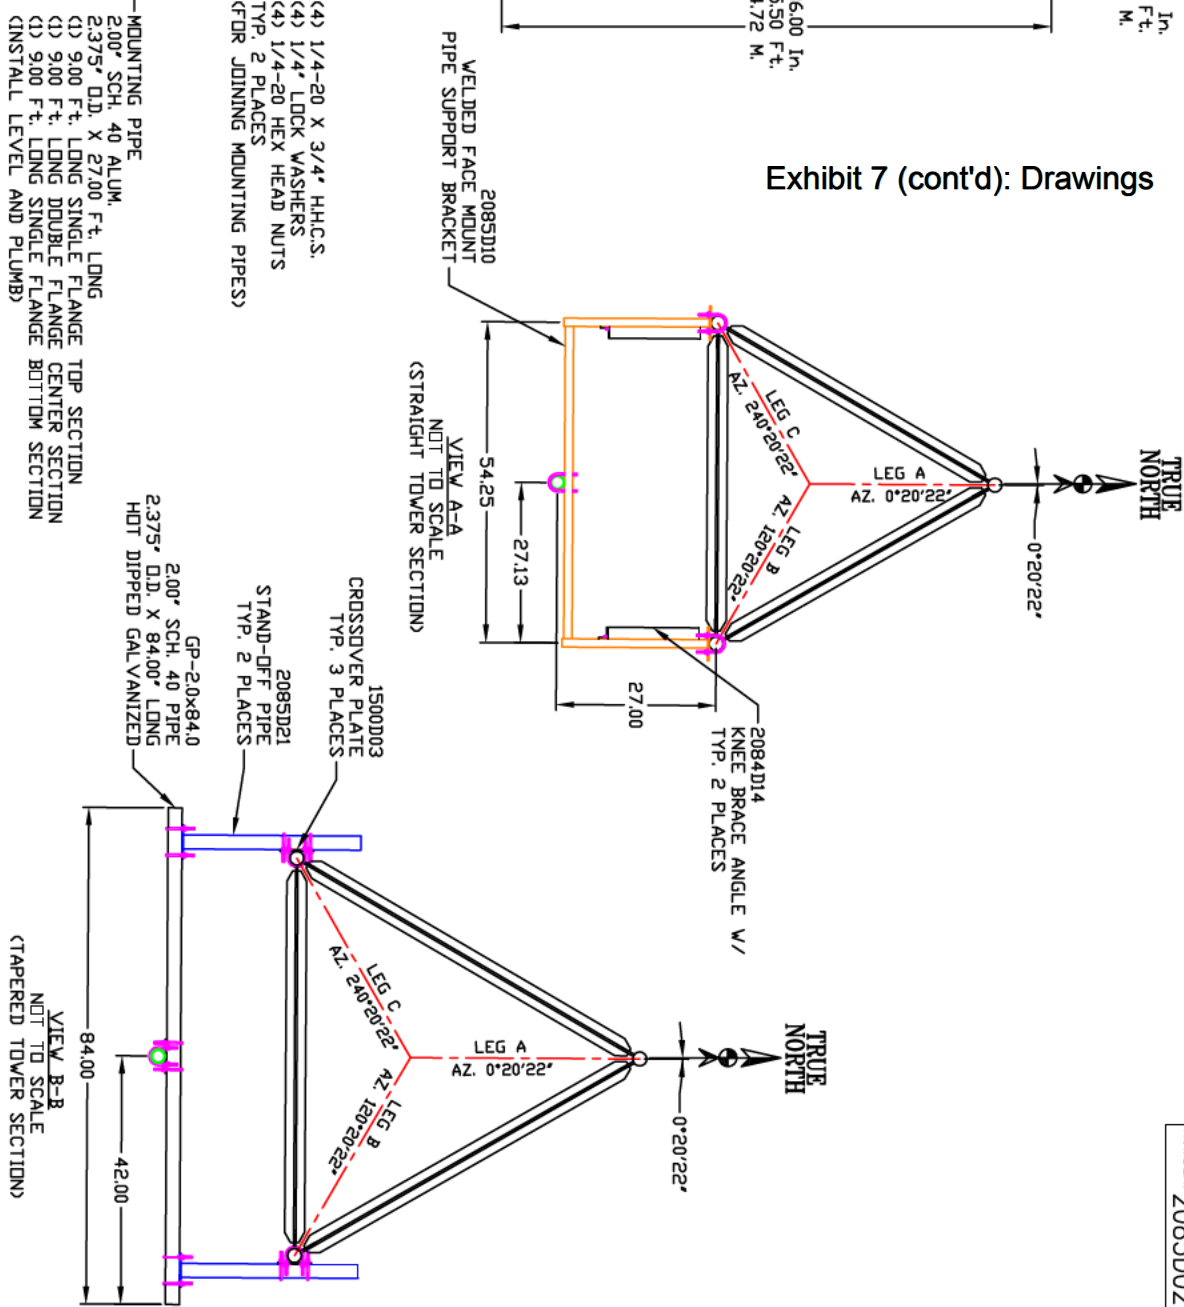 Exhibit 7 (cont'd): Drawings
In.
Ft.
M.
6.00 In.
.50 Ft.
.72 M.
(4) 1/4-20 X 3/4" H.H.C.S.
(4) 1/4" LOCK WASHERS
(4) 1/4-20 HEX HEAD NUTS
TYP. 2 PLACES
(FOR JOINING MOUNTING PIPES)
MOUNTING PIPE
2.00" SCH. 40 ALUM.
2.375" O.D. X 27.00 Ft. LONG
(1) 9.00 Ft. LONG SINGLE FLANGE TOP SECTION
(1) 9.00 Ft. LONG DOUBLE FLANGE CENTER SECTION
(1) 9.00 Ft. LONG SINGLE FLANGE BOTTOM SECTION
(INSTALL LEVEL AND PLUMB)
2085D10
WELDED FACE MOUNT
PIPE SUPPORT BRACKET
TRUE
NORTH
0°20'22"
LEG A
AZ. 0°20'22"
LEG B
AZ. 120°20'22"
LEG C
AZ. 240°20'22"
54.25
27.13
27.00
2084D14
KNEE BRACE ANGLE W/
TYP. 2 PLACES
VIEW A-A
NOT TO SCALE
(STRAIGHT TOWER SECTION)
1500D03
CROSSOVER PLATE
TYP. 3 PLACES
2085D21
STAND-OFF PIPE
TYP. 2 PLACES
GP-2.0x84.0
2.00" SCH. 40 PIPE
2.375" O.D. X 84.00" LONG
HOT DIPPED GALVANIZED
TRUE
NORTH
0°20'22"
LEG A
AZ. 0°20'22"
LEG B
AZ. 120°20'22"
LEG C
AZ. 240°20'22"
84.00
42.00
VIEW B-B
NOT TO SCALE
(TAPERED TOWER SECTION)
2085D02